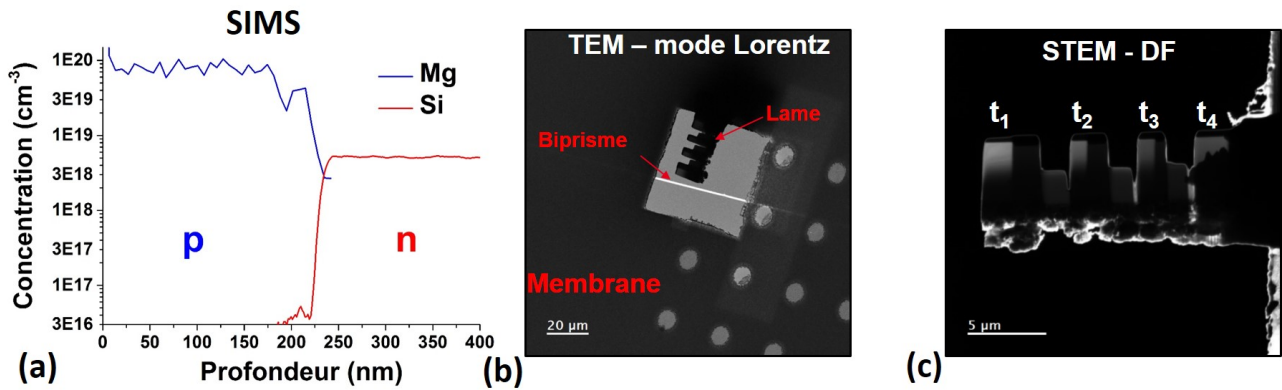 SIMS
Concentration (cm-3)
1E20
3E19
1E19
3E18
1E18
3E17
1E17
3E16
Mg
Si
p
n
0
50
100
150
200
250
300
350
400
Profondeur (nm)
(a)
TEM – mode Lorentz
Lame
Biprisme
Membrane
20 µm
(b)
STEM - DF
t1
t2
t3
t4
5 µm
(c)